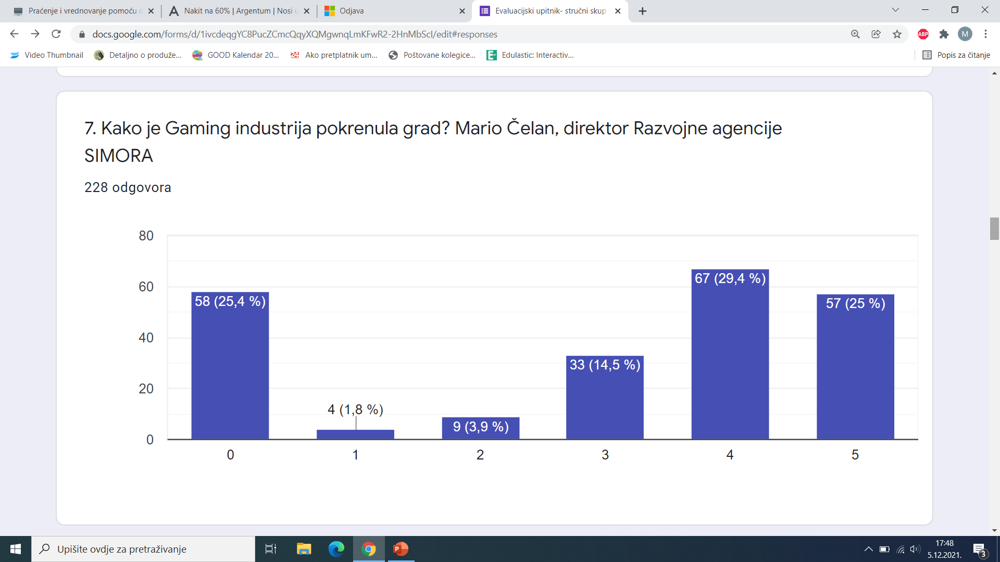 Praćenje i vrednovanje pomoću
Nakit na 60% | Argentum | Nosi
Odjava
Evaluacijski upitnik- stručni skup
docs.google.com/forms/d/1ivcdeqgYC8PucZCmcQqyXQMgwnqLmKFwR2-2HnMbScI/edit#responses
ABP
M
Video Thumbnail
Detaljno o produže...
GOOD Kalendar 20...
24
Ako pretplatnik um...
Poštovane kolegice...
E
Edulastic: Interactiv...
Popis za čitanje
7. Kako je Gaming industrija pokrenula grad? Mario Čelan, direktor Razvojne agencije
SIMORA
228 odgovora
80
60
40
20
0
58 (25,4 %)
4 (1,8 %)
9 (3,9 %)
33 (14,5 %)
67 (29,4 %)
57 (25 %)
0 1 2 3 4 5
Upišite ovdje za pretraživanje
P
17:48
5.12.2021.
3